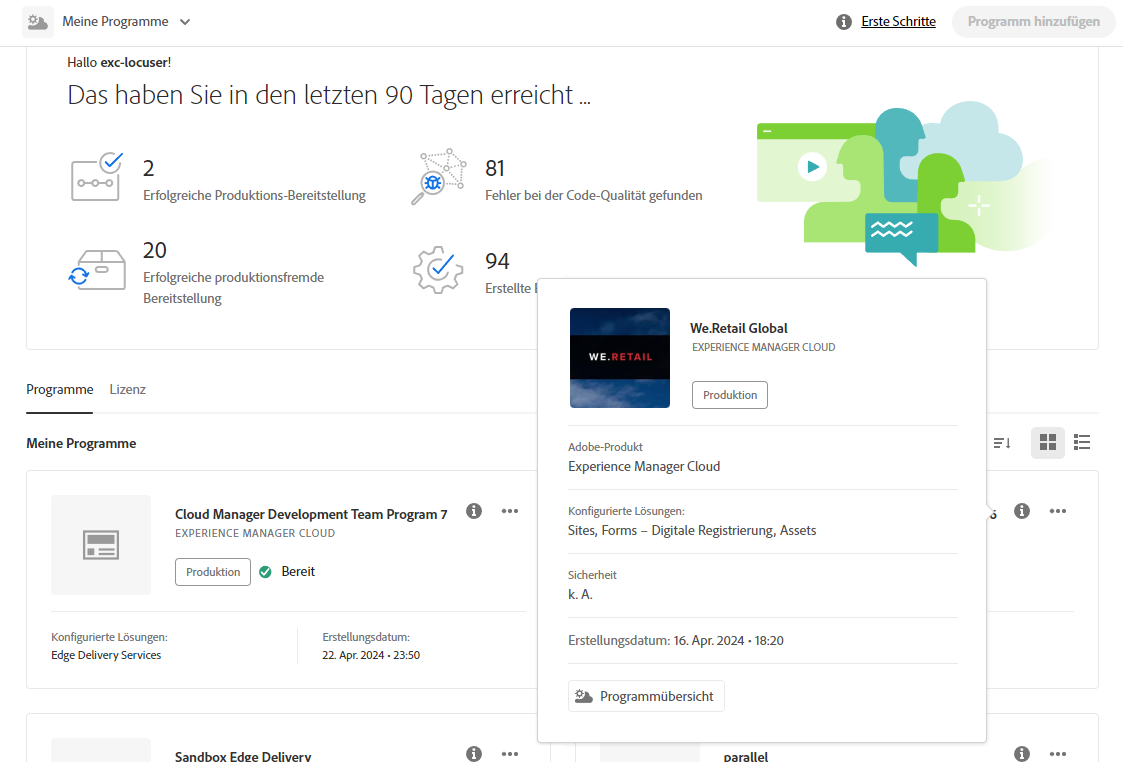 Meine Programme
Erste Schritte
Programm hinzufügen
Hallo exc-locuser!
Das haben Sie in den letzten 90 Tagen erreicht ...
2
Erfolgreiche Produktions-Bereitstellung
81
Fehler bei der Code-Qualität gefunden
20
Erfolgreiche produktionsfremde
Bereitstellung
94
Erstellte
Programme
Lizenz
Meine Programme
Cloud Manager Development Team Program 7
EXPERIENCE MANAGER CLOUD
Produktion
Bereit
Konfigurierte Lösungen:
Edge Delivery Services
Erstellungsdatum:
22. Apr. 2024 • 23:50
WE.RETAIL
We.Retail Global
EXPERIENCE MANAGER CLOUD
Produktion
Adobe-Produkt
Experience Manager Cloud
Konfigurierte Lösungen:
Sites, Forms – Digitale Registrierung, Assets
Sicherheit
k. A.
Erstellungsdatum: 16. Apr. 2024 • 18:20
Programmübersicht
Sandbox Edge Delivery
parallel